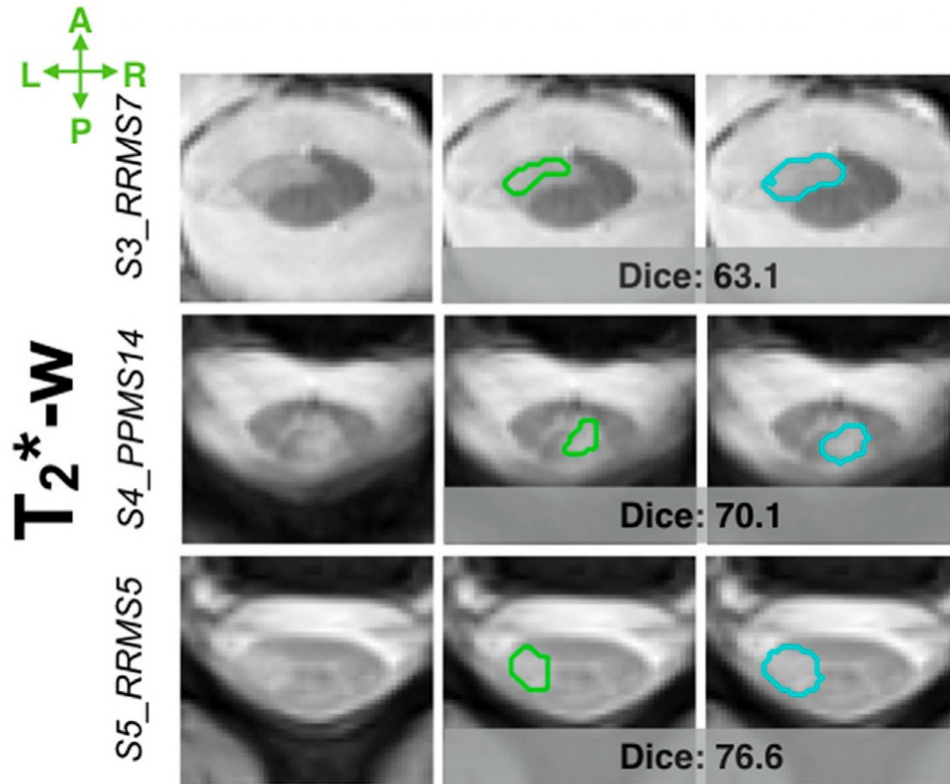 A
L R
P
T2*-w
S3_RRMS7
Dice: 63.1
S4_PPMS14
Dice: 70.1
S5_RRMS5
Dice: 76.6